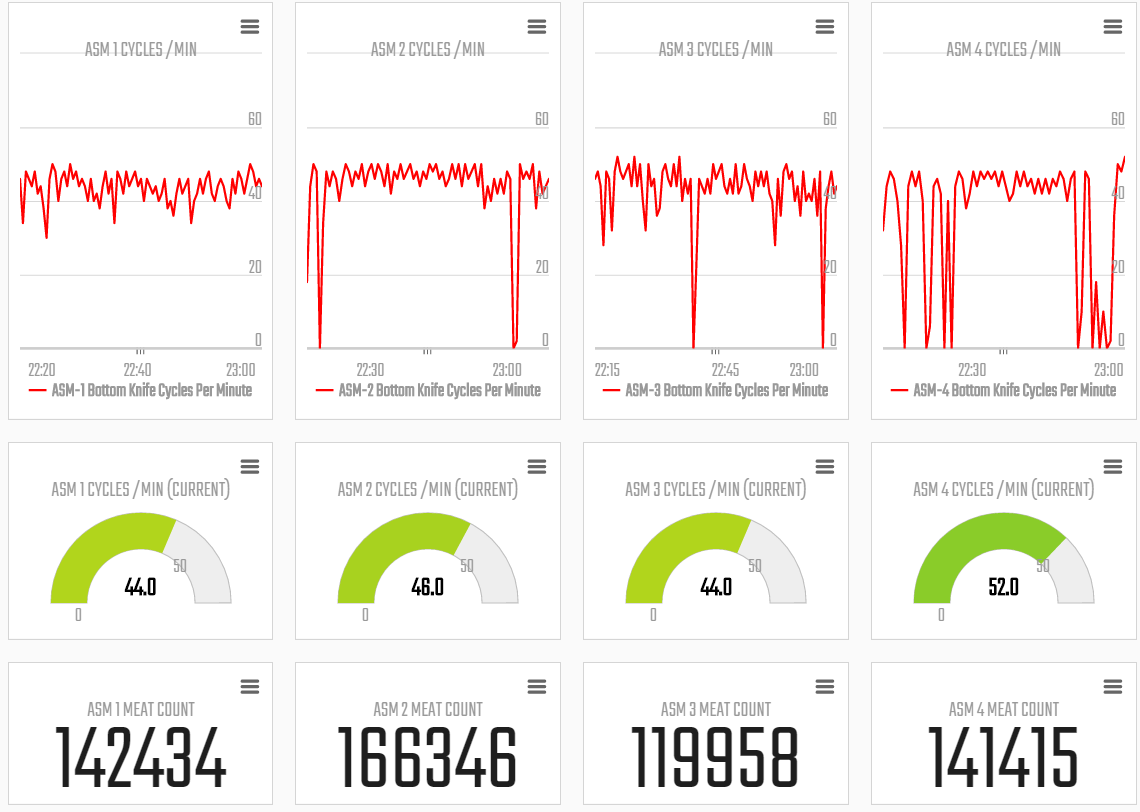 ASM 1 CYCLES / MIN
60
40
20
0
22:20 22:40 23:00
ASM-1 Bottom Knife Cycles Per Minute
ASM 2 CYCLES / MIN
60
40
20
0
22:30 23:00
ASM-2 Bottom Knife Cycles Per Minute
ASM 3 CYCLES / MIN
60
40
20
0
22:15 22:45 23:00
ASM-3 Bottom Knife Cycles Per Minute
ASM 4 CYCLES / MIN
60
40
20
0
22:30 23:00
ASM-4 Bottom Knife Cycles Per Minute
ASM 1 CYCLES / MIN (CURRENT)
50
44.0
0
ASM 2 CYCLES / MIN (CURRENT)
50
46.0
0
ASM 3 CYCLES / MIN (CURRENT)
50
44.0
0
ASM 4 CYCLES / MIN (CURRENT)
50
52.0
0
ASM 1 MEAT COUNT
142434
ASM 2 MEAT COUNT
166346
ASM 3 MEAT COUNT
119958
ASM 4 MEAT COUNT
141415